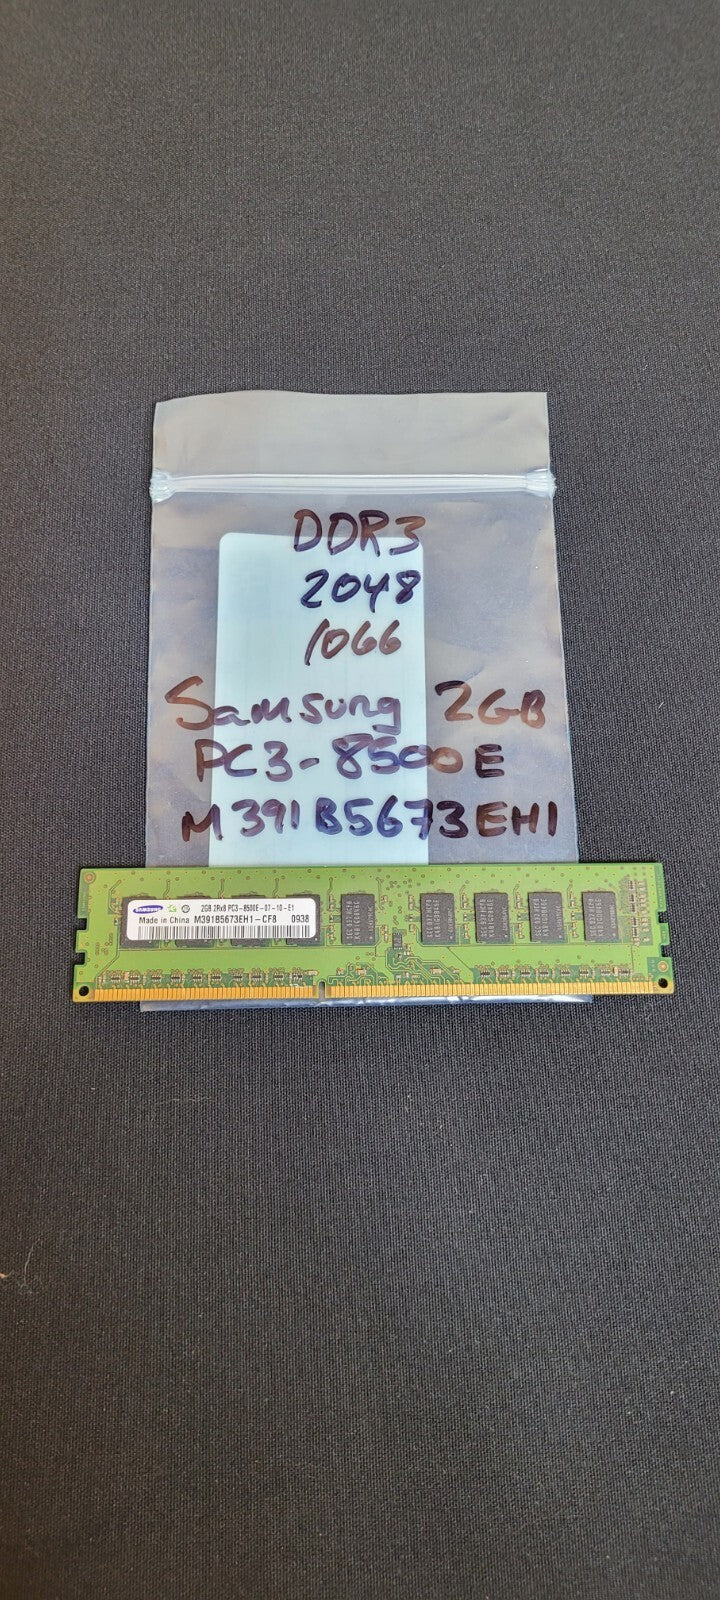 DDR3
2048
1066
Samsung 2GB
PC3-8500E
M391B5673EH1
SAMSUNG 2GB 2Rx8 PC3-8500E-07-10-E1
Made in China M391B5673EH1-CF8 0938